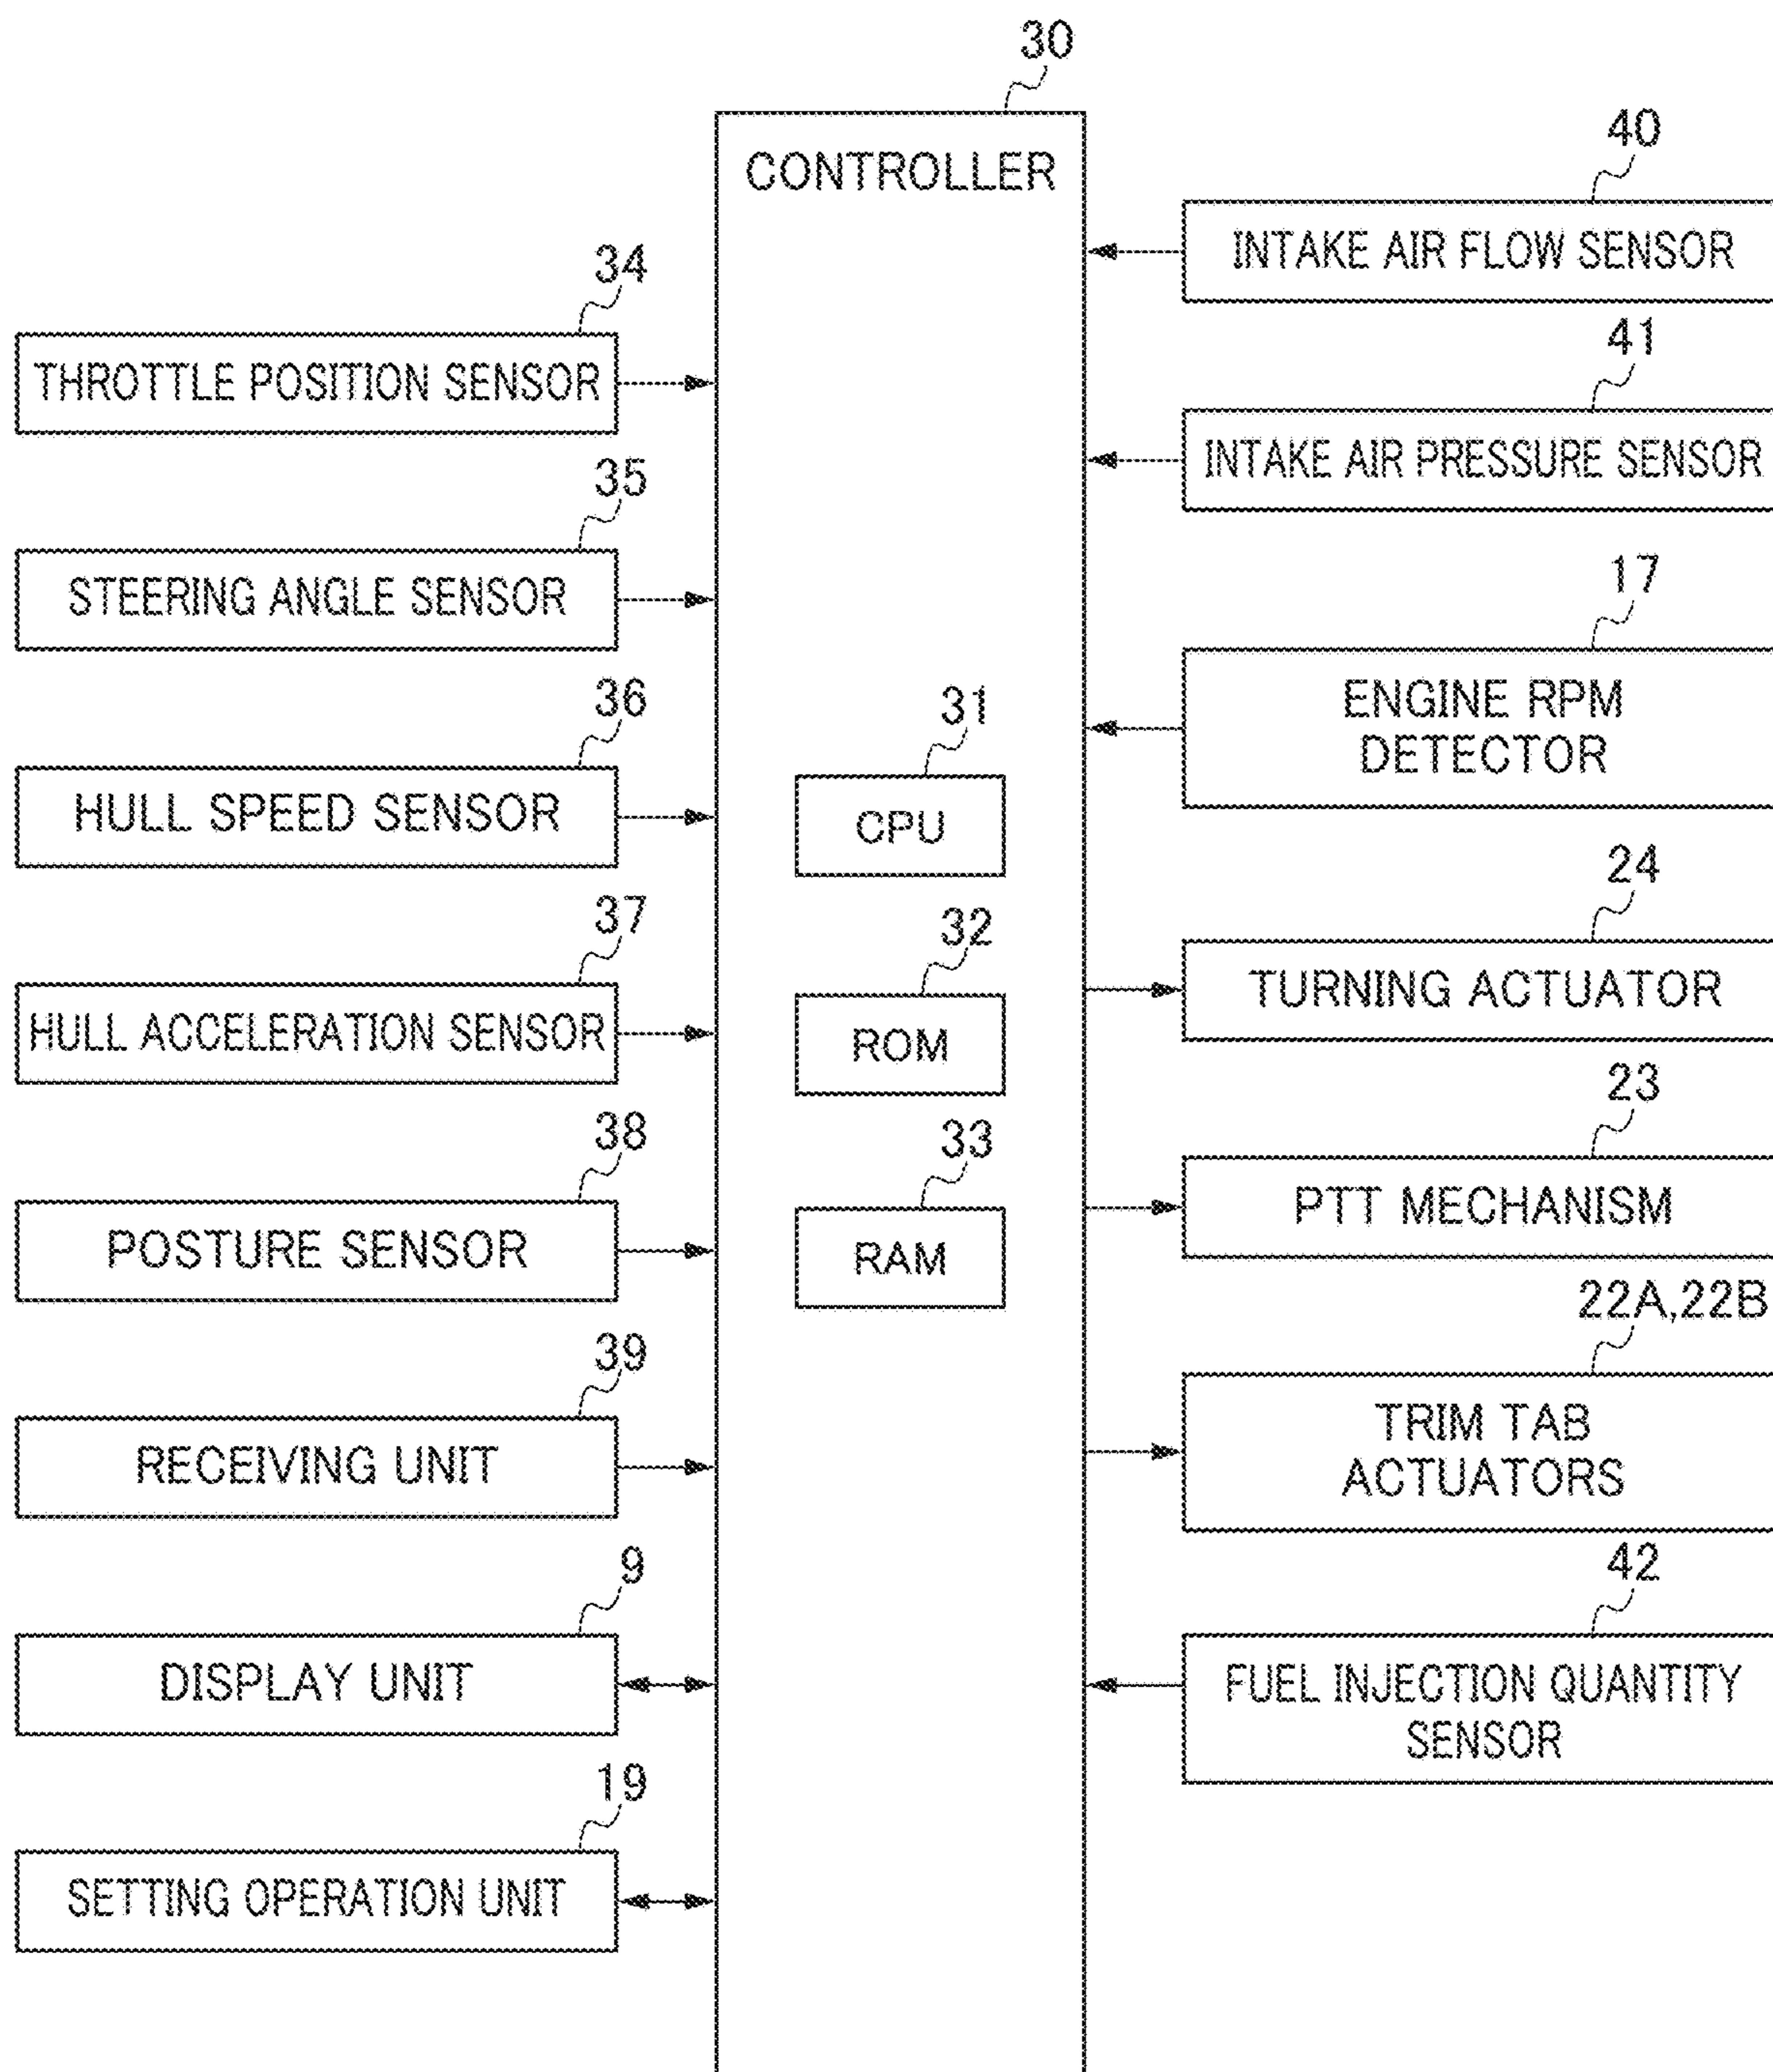 30
CONTROLLER
34
THROTTLE POSITION SENSOR
35
STEERING ANGLE SENSOR
36
HULL SPEED SENSOR
37
HULL ACCELERATION SENSOR
38
POSTURE SENSOR
39
RECEIVING UNIT
9
DISPLAY UNIT
19
SETTING OPERATION UNIT
31
CPU
32
ROM
33
RAM
40
INTAKE AIR FLOW SENSOR
41
INTAKE AIR PRESSURE SENSOR
17
ENGINE RPM
DETECTOR
24
TURNING ACTUATOR
23
PTT MECHANISM
22A,22B
TRIM TAB
ACTUATORS
42
FUEL INJECTION QUANTITY
SENSOR